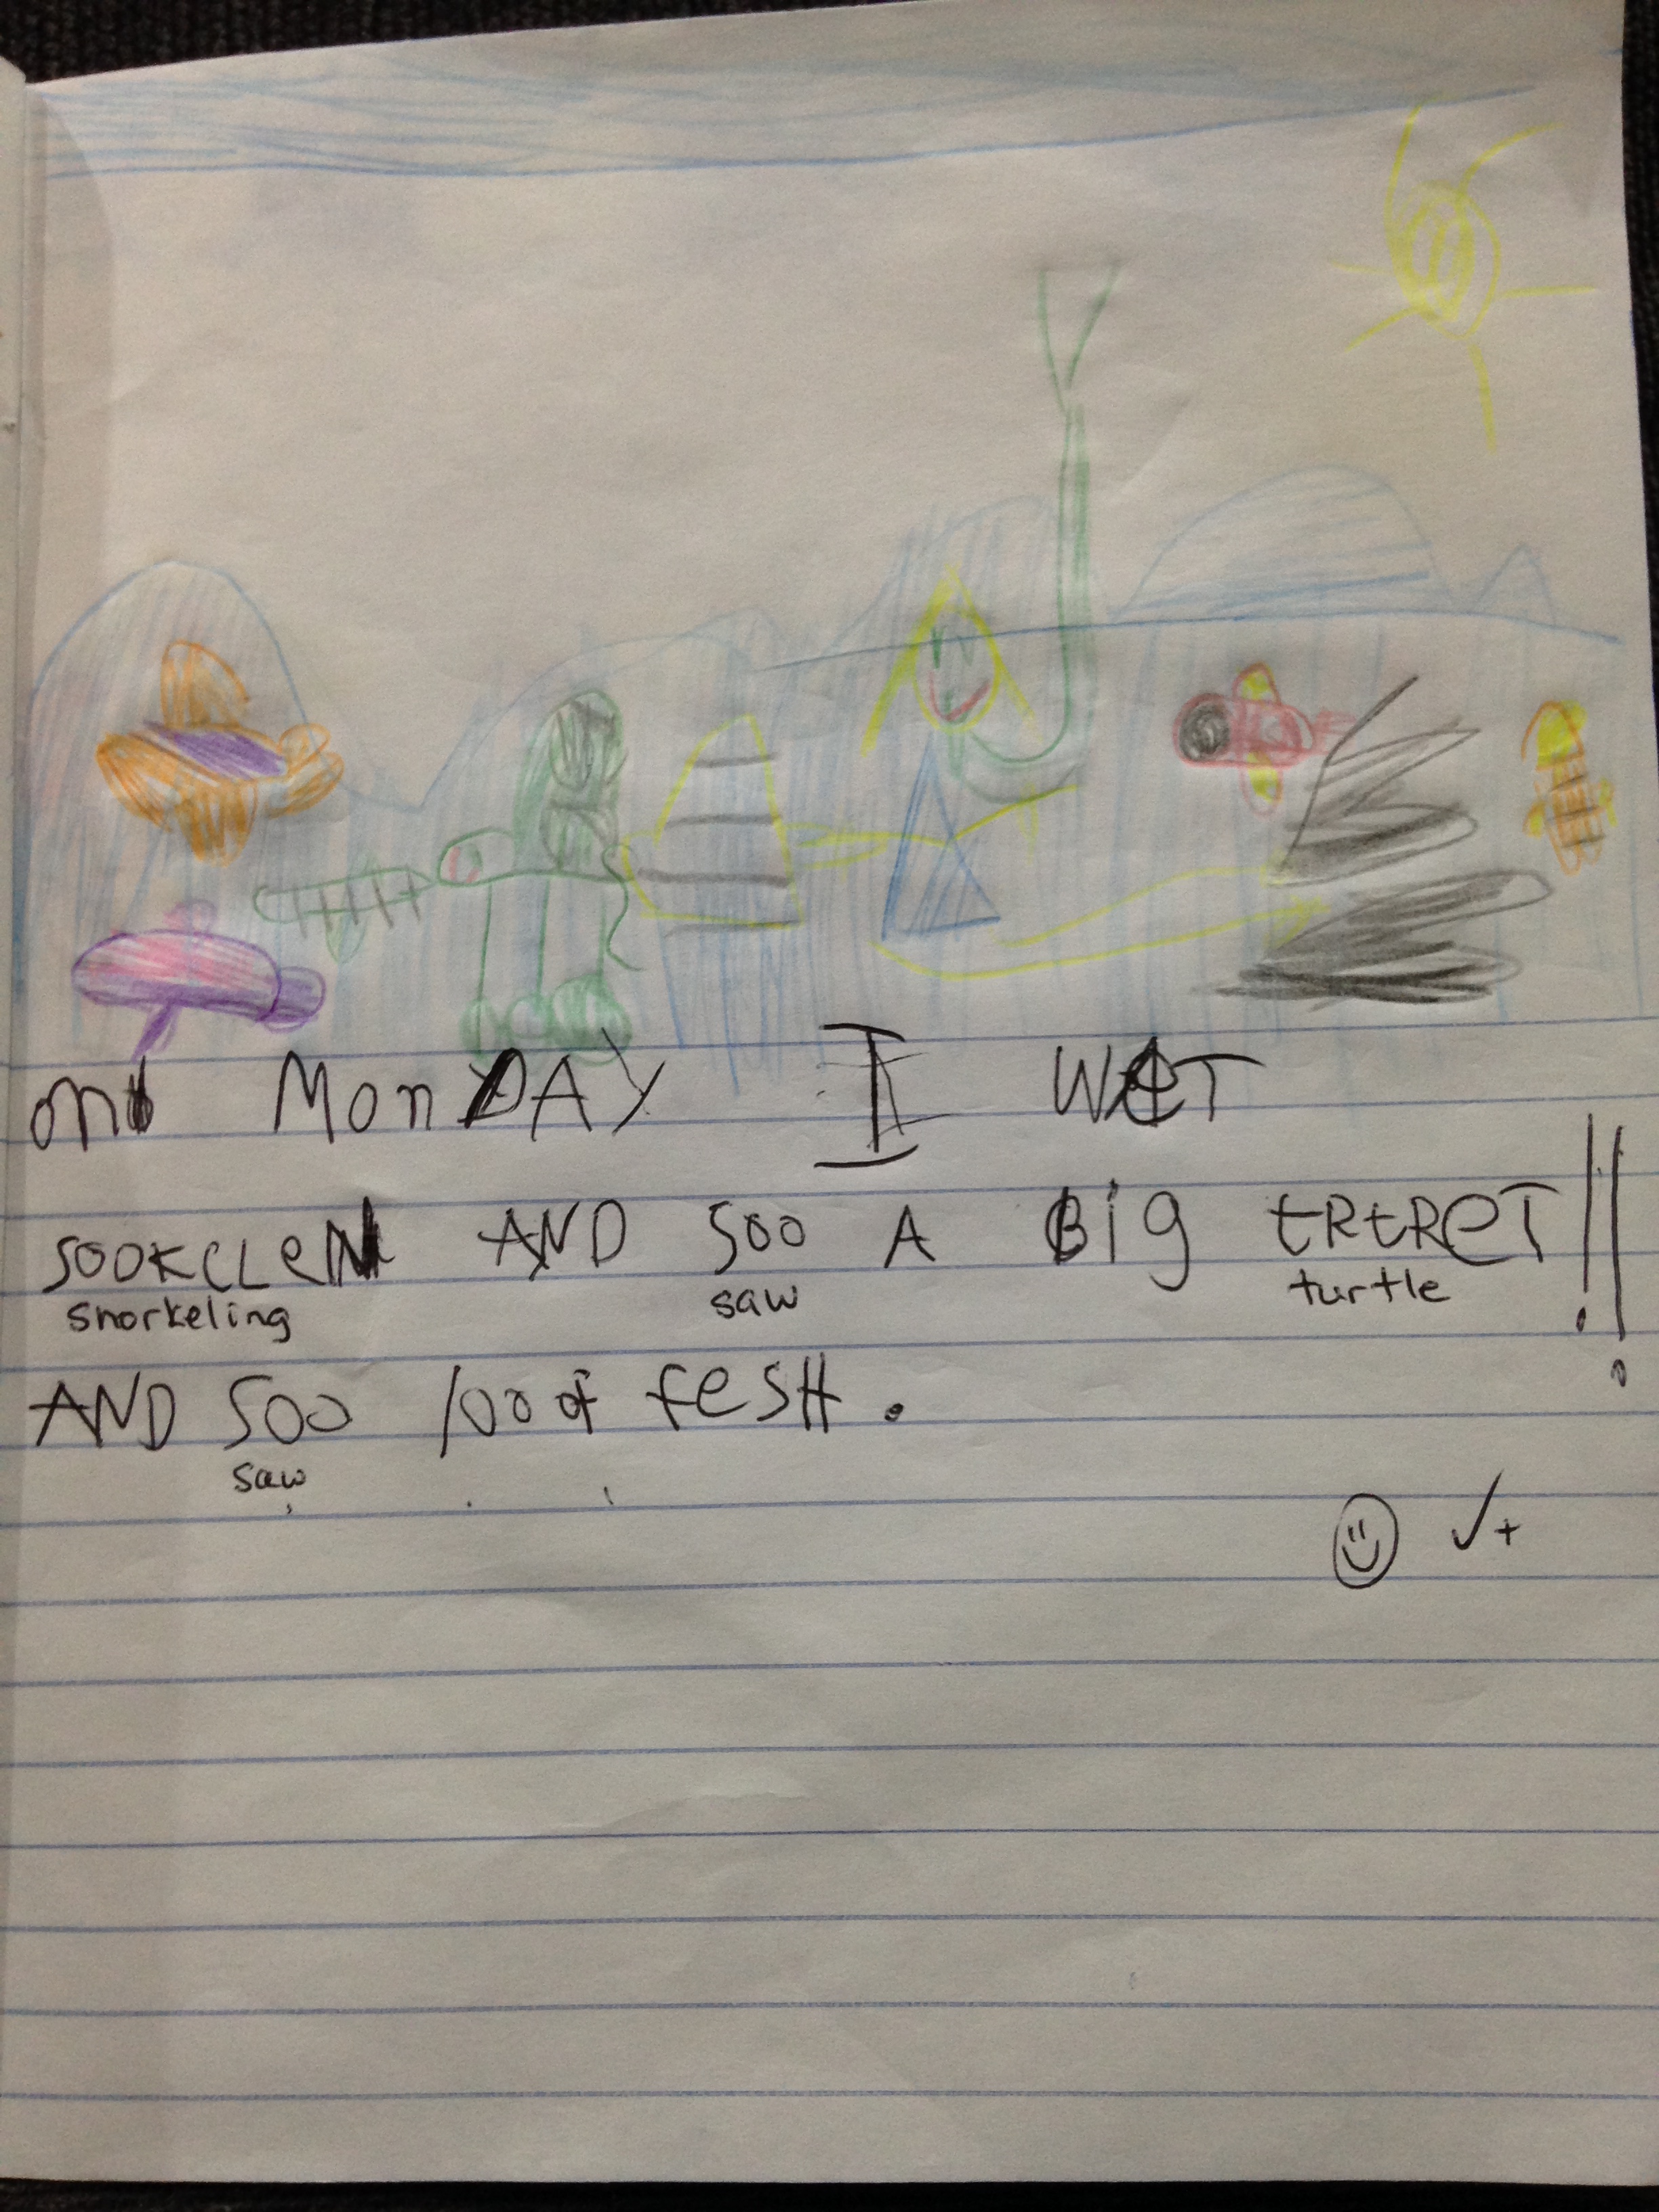 on MonDAY I WeT
SOOKCLeN AND SOO A BiG tRtReT!!
snorkeling saw turtle
AND SOO 100 of feSH.
saw